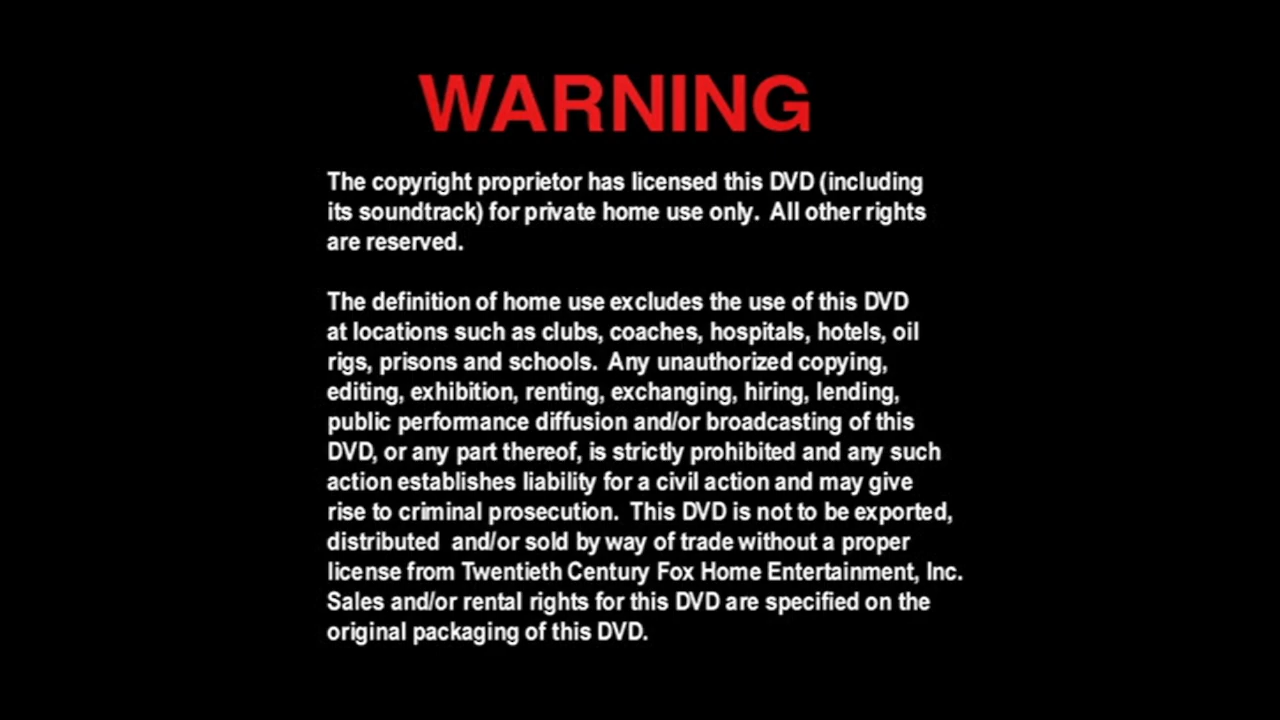 WARNING
The copyright proprietor has licensed this DVD (including
its soundtrack) for private home use only.  All other rights
are reserved.
The definition of home use excludes the use of this DVD
at locations such as clubs, coaches, hospitals, hotels, oil
rigs, prisons and schools.  Any unauthorized copying,
editing, exhibition, renting, exchanging, hiring, lending,
public performance diffusion and/or broadcasting of this
DVD, or any part thereof, is strictly prohibited and any such
action establishes liability for a civil action and may give
rise to criminal prosecution.  This DVD is not to be exported,
distributed  and/or sold by way of trade without a proper
license from Twentieth Century Fox Home Entertainment, Inc.
Sales and/or rental rights for this DVD are specified on the
original packaging of this DVD.